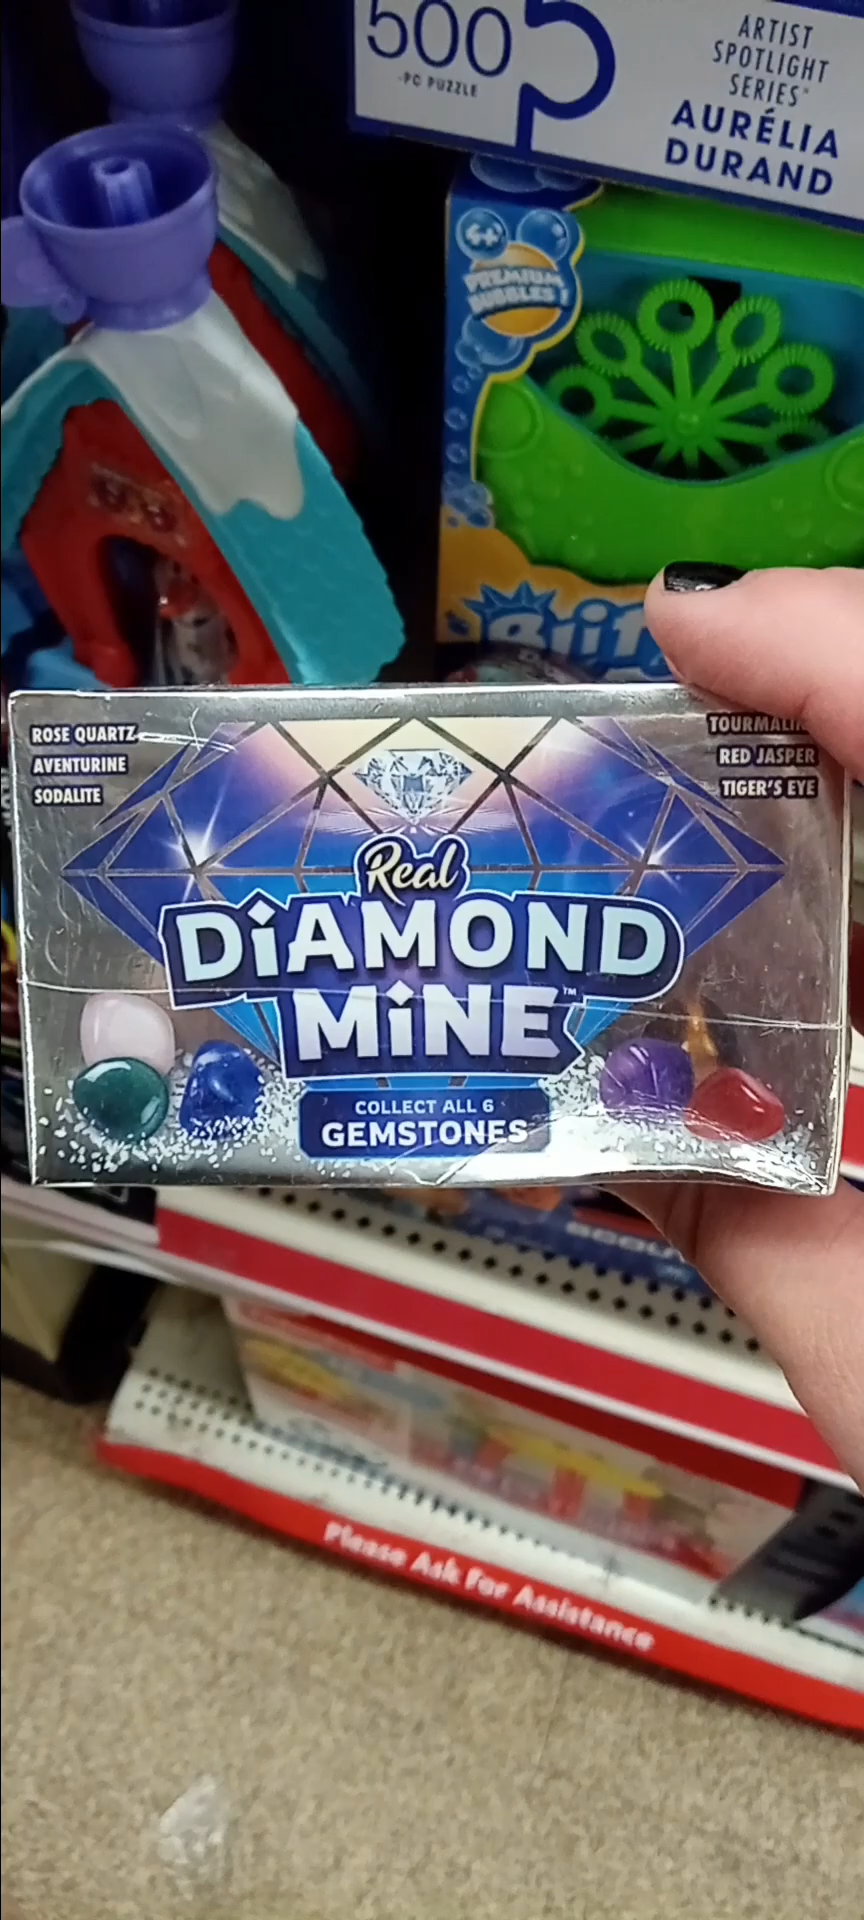 500
-PC PUZZLE
ARTIST
SPOTLIGHT
SERIES
AURÉLIA
DURAND
4+
PREMIUM
BUBBLES!
ROSE QUARTZ
AVENTURINE
SODALITE
RED JASPER
TIGER'S EYE
Real
DiAMOND
MiNE™
COLLECT ALL 6
GEMSTONES
Please Ask For Assistance